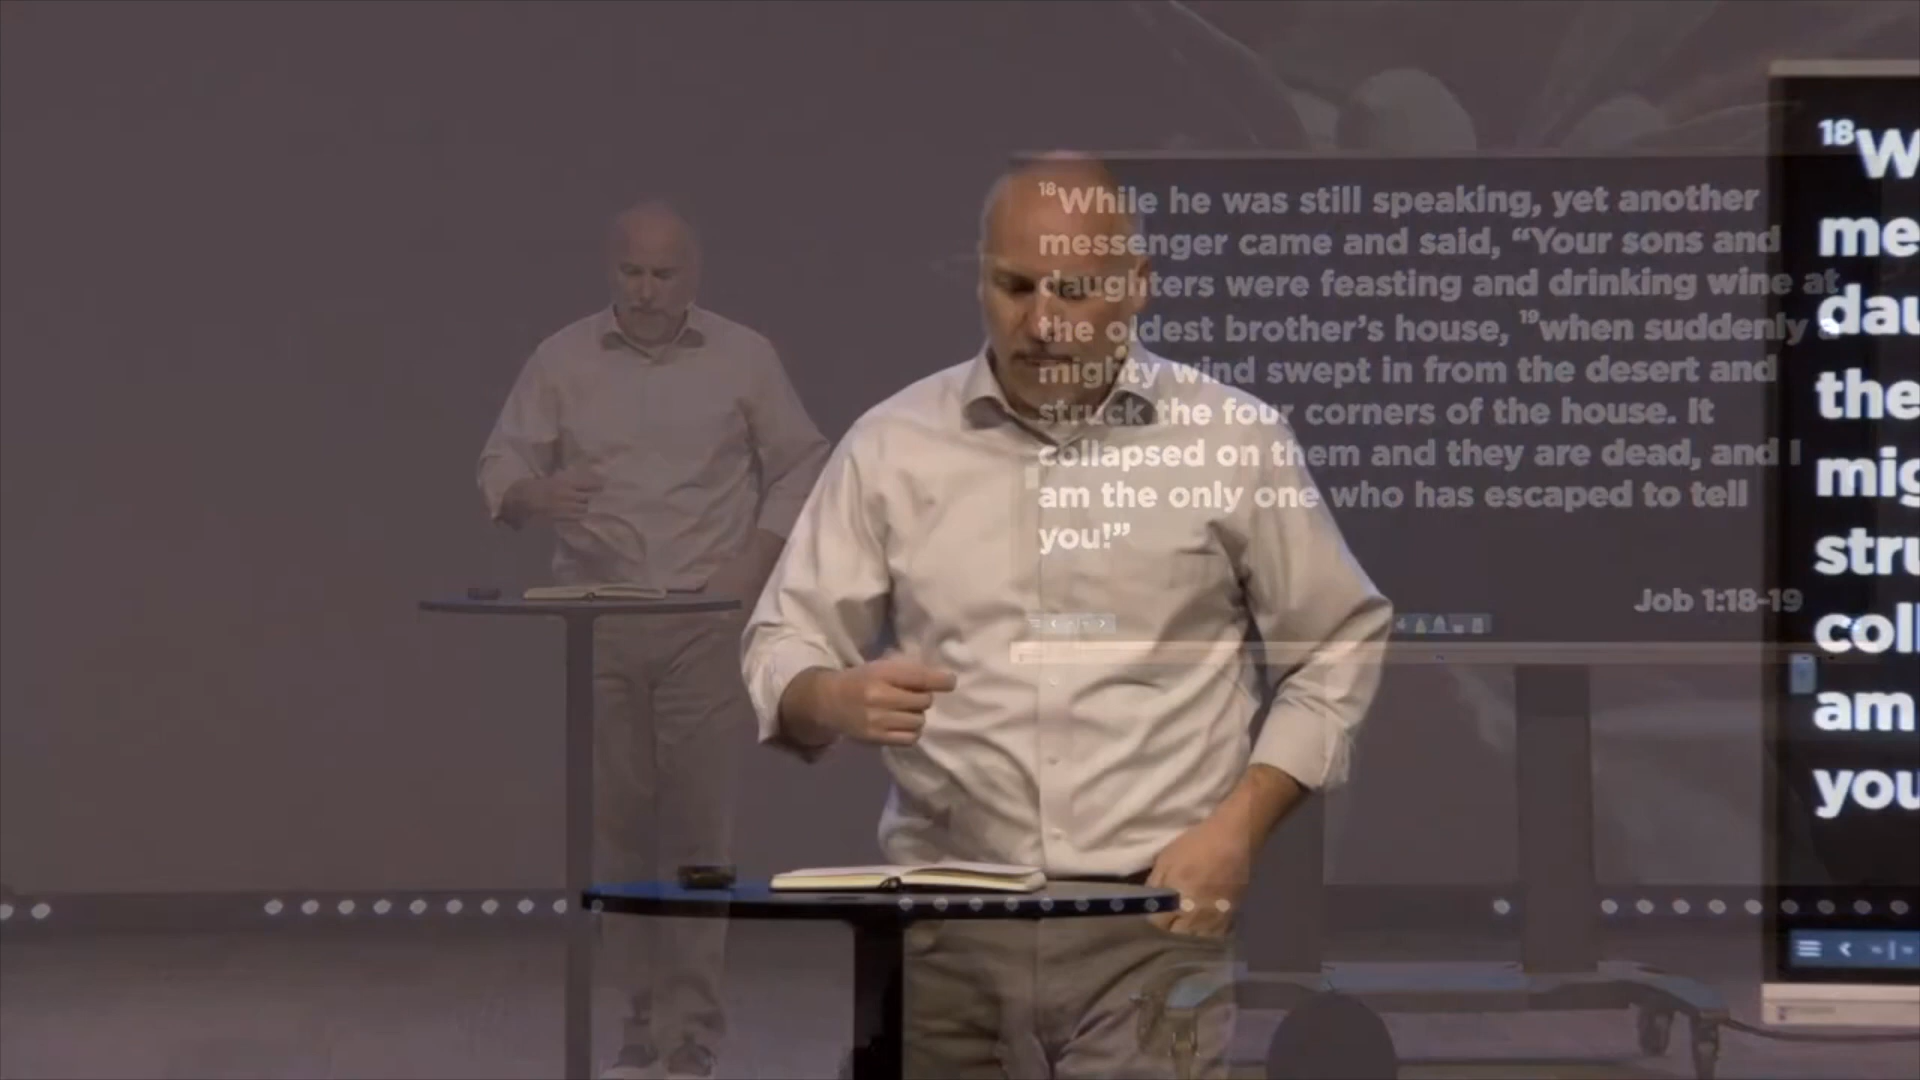 ¹⁸While he was still speaking, yet another
messenger came and said, “Your sons and
daughters were feasting and drinking wine at
the oldest brother’s house, ¹⁹when suddenly a
mighty wind swept in from the desert and
struck the four corners of the house. It
collapsed on them and they are dead, and I
am the only one who has escaped to tell
you!”
Job 1:18-19
¹⁸W
me
dau
the
mig
stru
coll
am
you